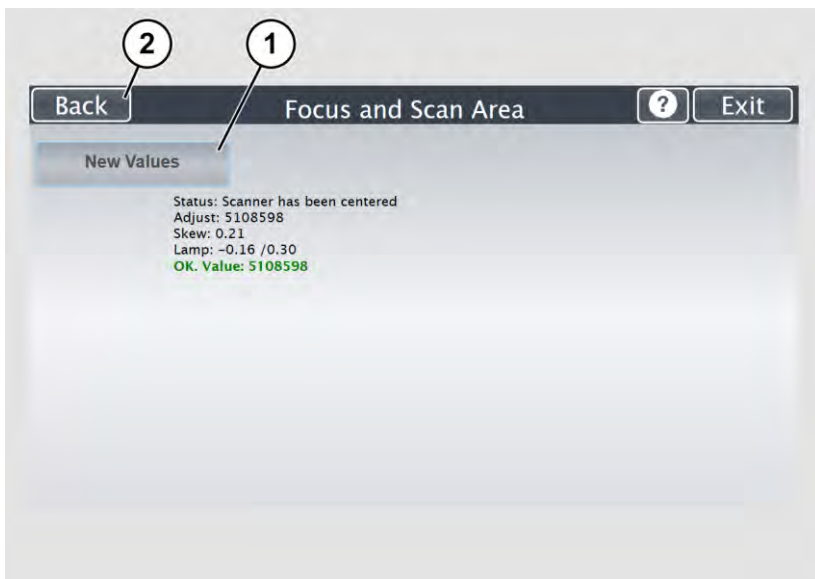 2 1
Back Focus and Scan Area ? Exit
New Values
Status: Scanner has been centered
Adjust: 5108598
Skew: 0.21
Lamp: -0.16 /0.30
OK. Value: 5108598